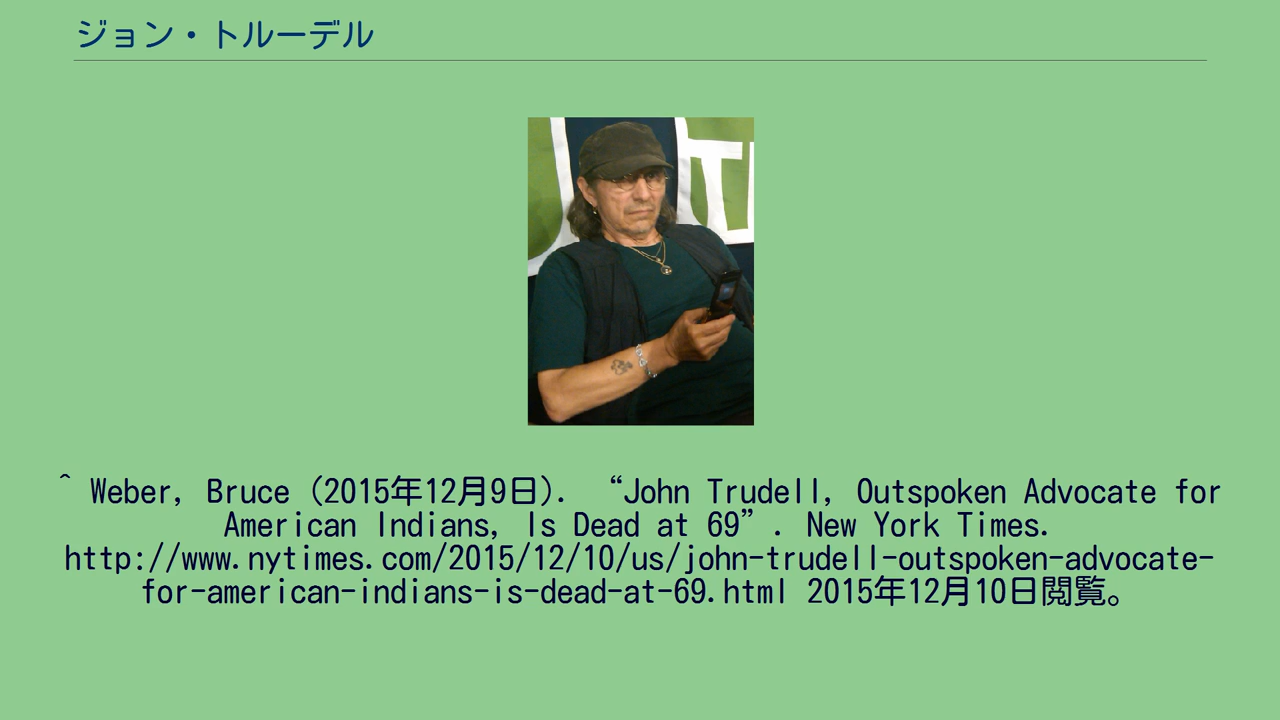 ジョン・トルーデル
^ Weber, Bruce (2015年12月9日). “John Trudell, Outspoken Advocate for
American Indians, Is Dead at 69”. New York Times.
http://www.nytimes.com/2015/12/10/us/john-trudell-outspoken-advocate-
for-american-indians-is-dead-at-69.html 2015年12月10日閲覧。